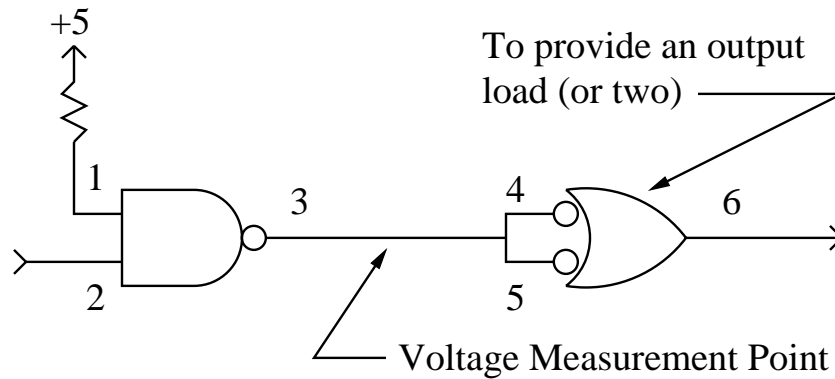 +5
To provide an output
load (or two)
1
3
4
6
2
5
Voltage Measurement Point